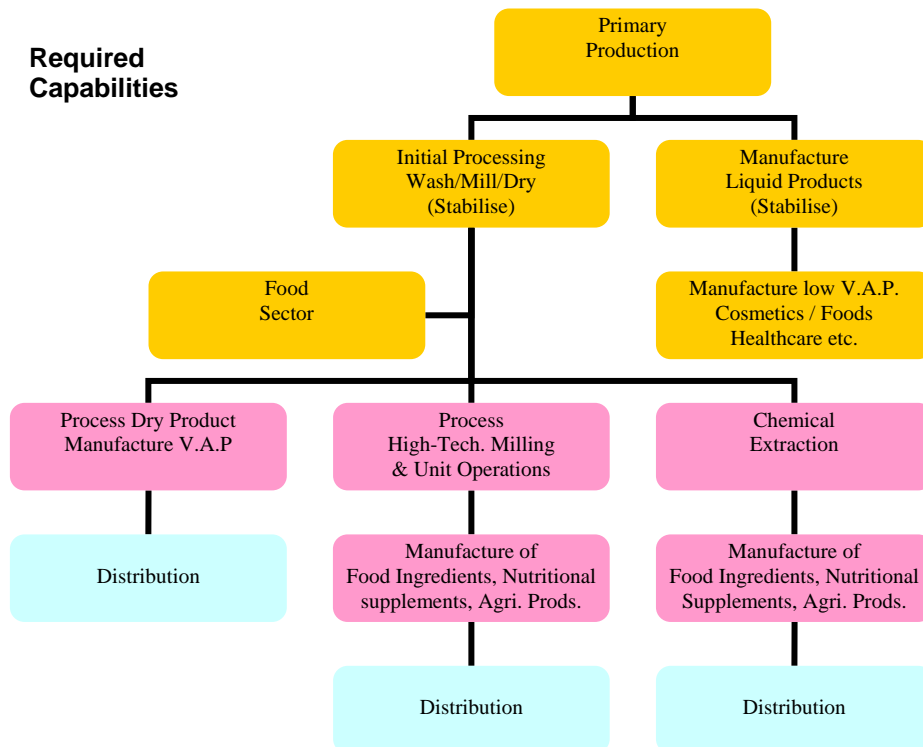 Required
Capabilities
Primary
Production
Initial Processing
Wash/Mill/Dry
(Stabilise)
Manufacture
Liquid Products
(Stabilise)
Food
Sector
Manufacture low V.A.P.
Cosmetics / Foods
Healthcare etc.
Process Dry Product
Manufacture V.A.P
Process
High-Tech. Milling
& Unit Operations
Chemical
Extraction
Distribution
Manufacture of
Food Ingredients, Nutritional
supplements, Agri. Prods.
Manufacture of
Food Ingredients, Nutritional
Supplements, Agri. Prods.
Distribution
Distribution